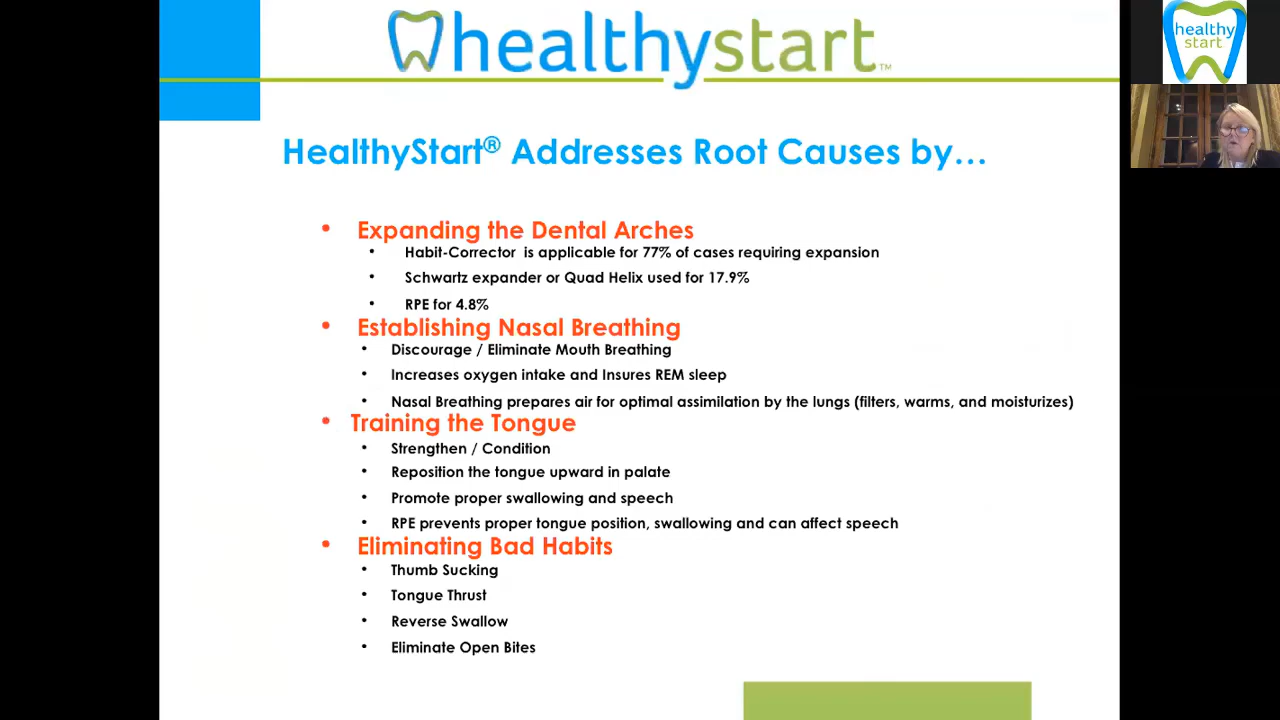 healthystart™
healthy
start
HealthyStart® Addresses Root Causes by…
• Expanding the Dental Arches
• Habit-Corrector is applicable for 77% of cases requiring expansion
• Schwartz expander or Quad Helix used for 17.9%
• RPE for 4.8%
• Establishing Nasal Breathing
• Discourage / Eliminate Mouth Breathing
• Increases oxygen intake and Insures REM sleep
• Nasal Breathing prepares air for optimal assimilation by the lungs (filters, warms, and moisturizes)
• Training the Tongue
• Strengthen / Condition
• Reposition the tongue upward in palate
• Promote proper swallowing and speech
• RPE prevents proper tongue position, swallowing and can affect speech
• Eliminating Bad Habits
• Thumb Sucking
• Tongue Thrust
• Reverse Swallow
• Eliminate Open Bites